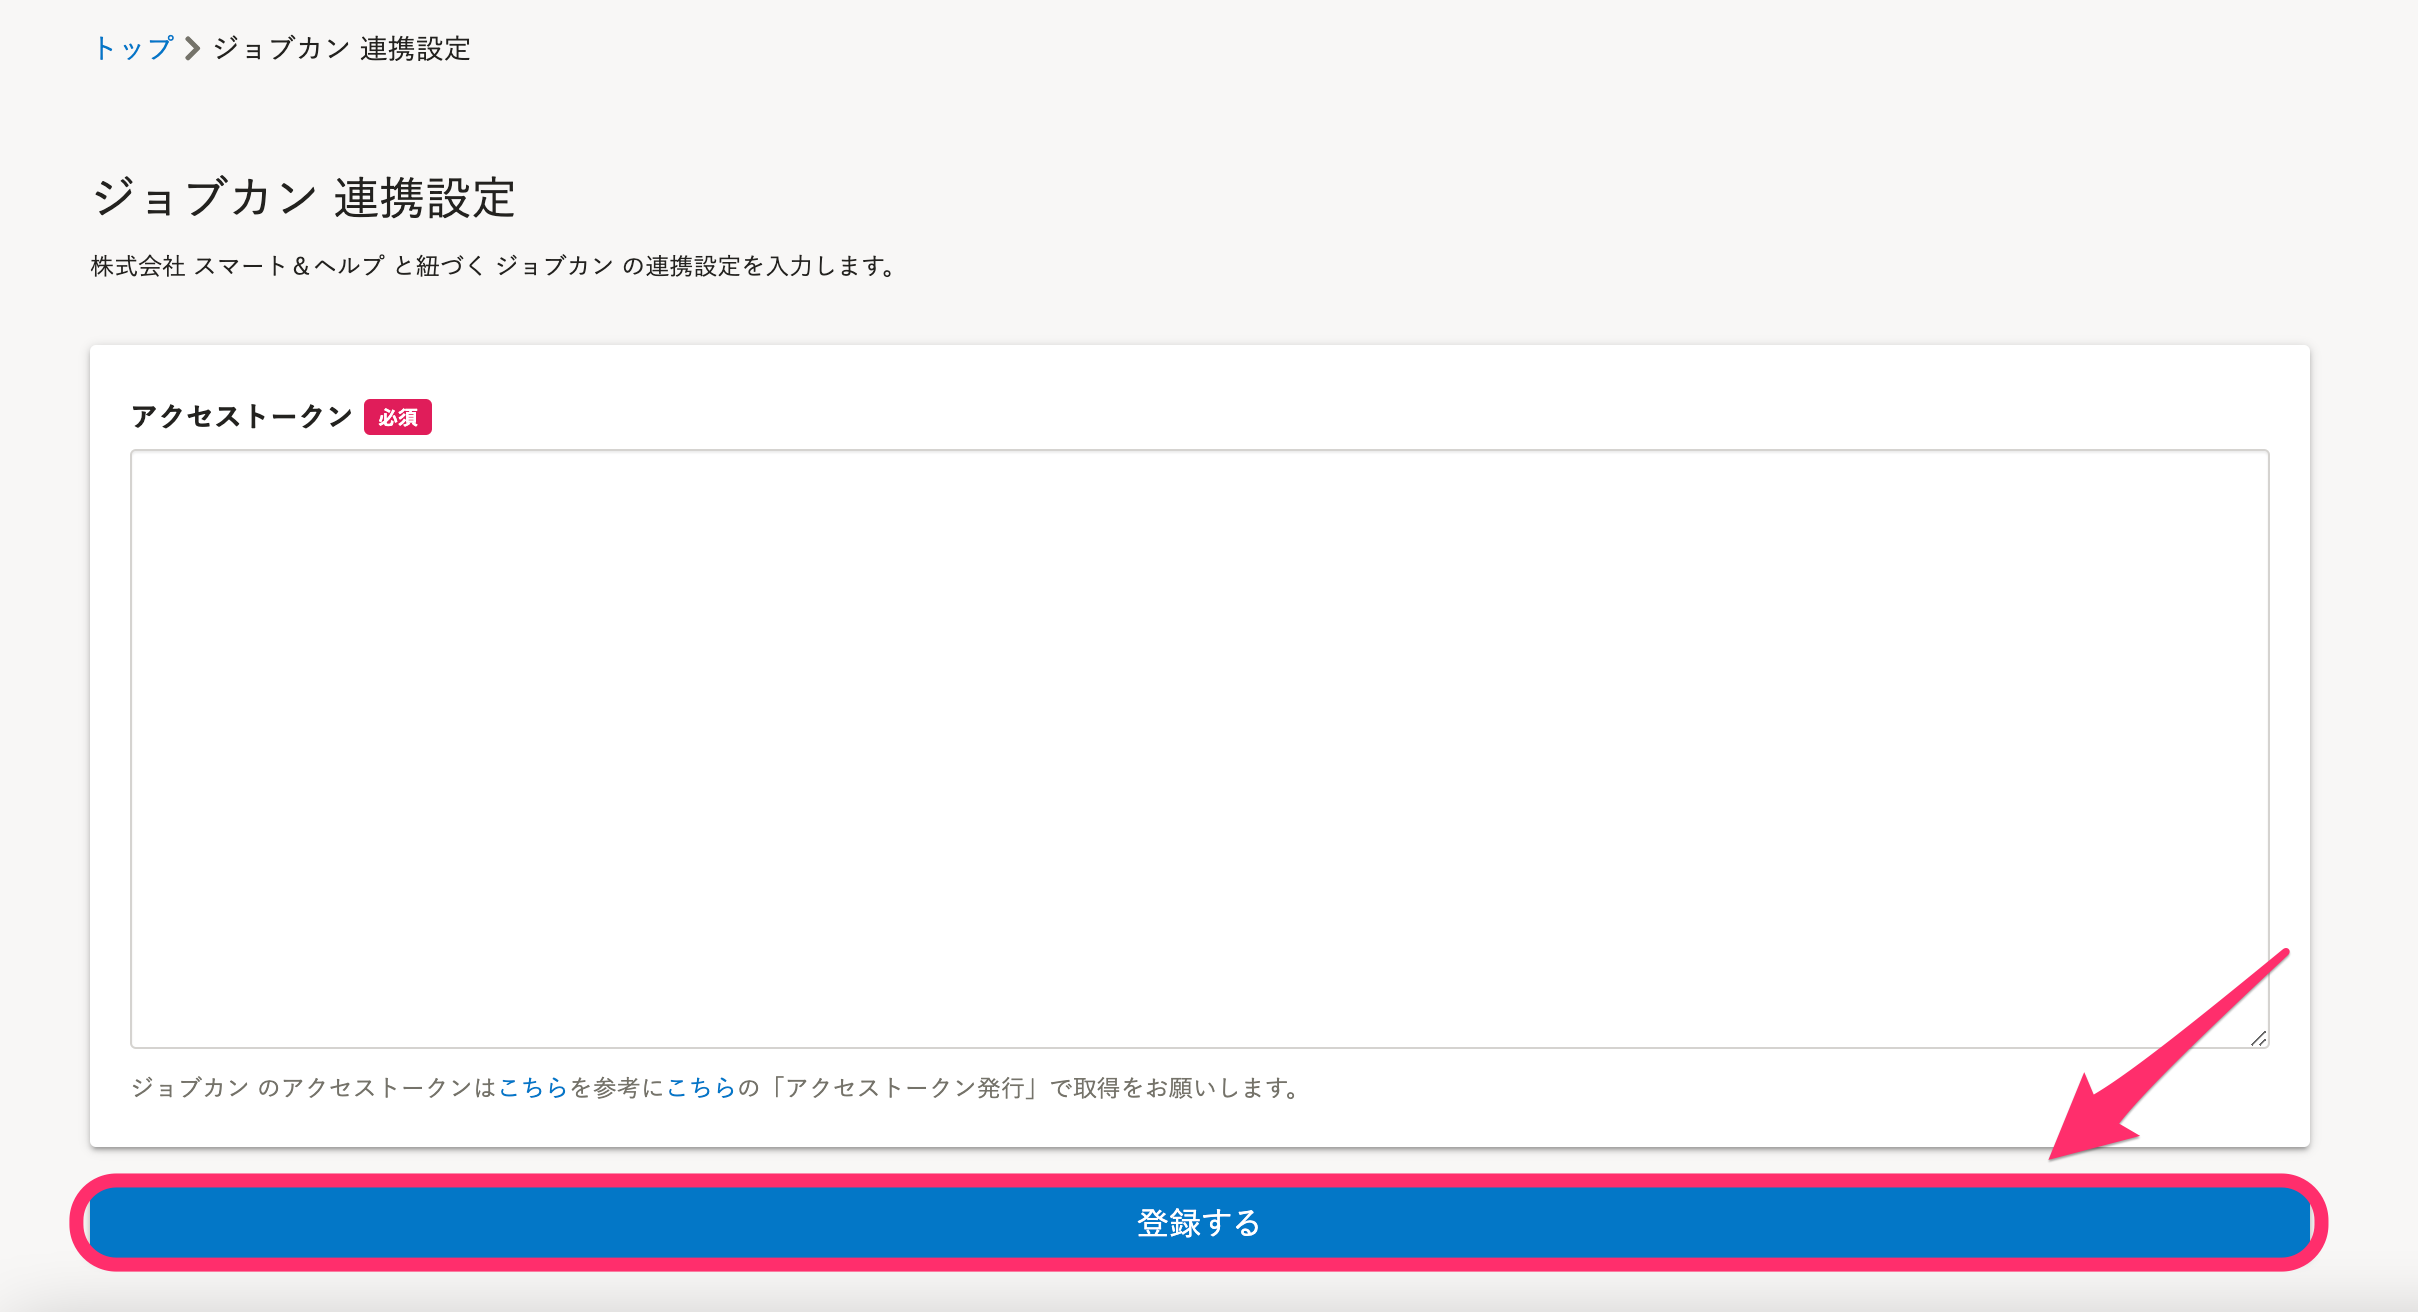 トップ ジョブカン 連携設定
ジョブカン 連携設定
株式会社 スマート＆ヘルプ と紐づく ジョブカン の連携設定を入力します。
アクセストークン 必須
ジョブカン のアクセストークンはこちらを参考にこちらの「アクセストークン発行」で取得をお願いします。
登録する